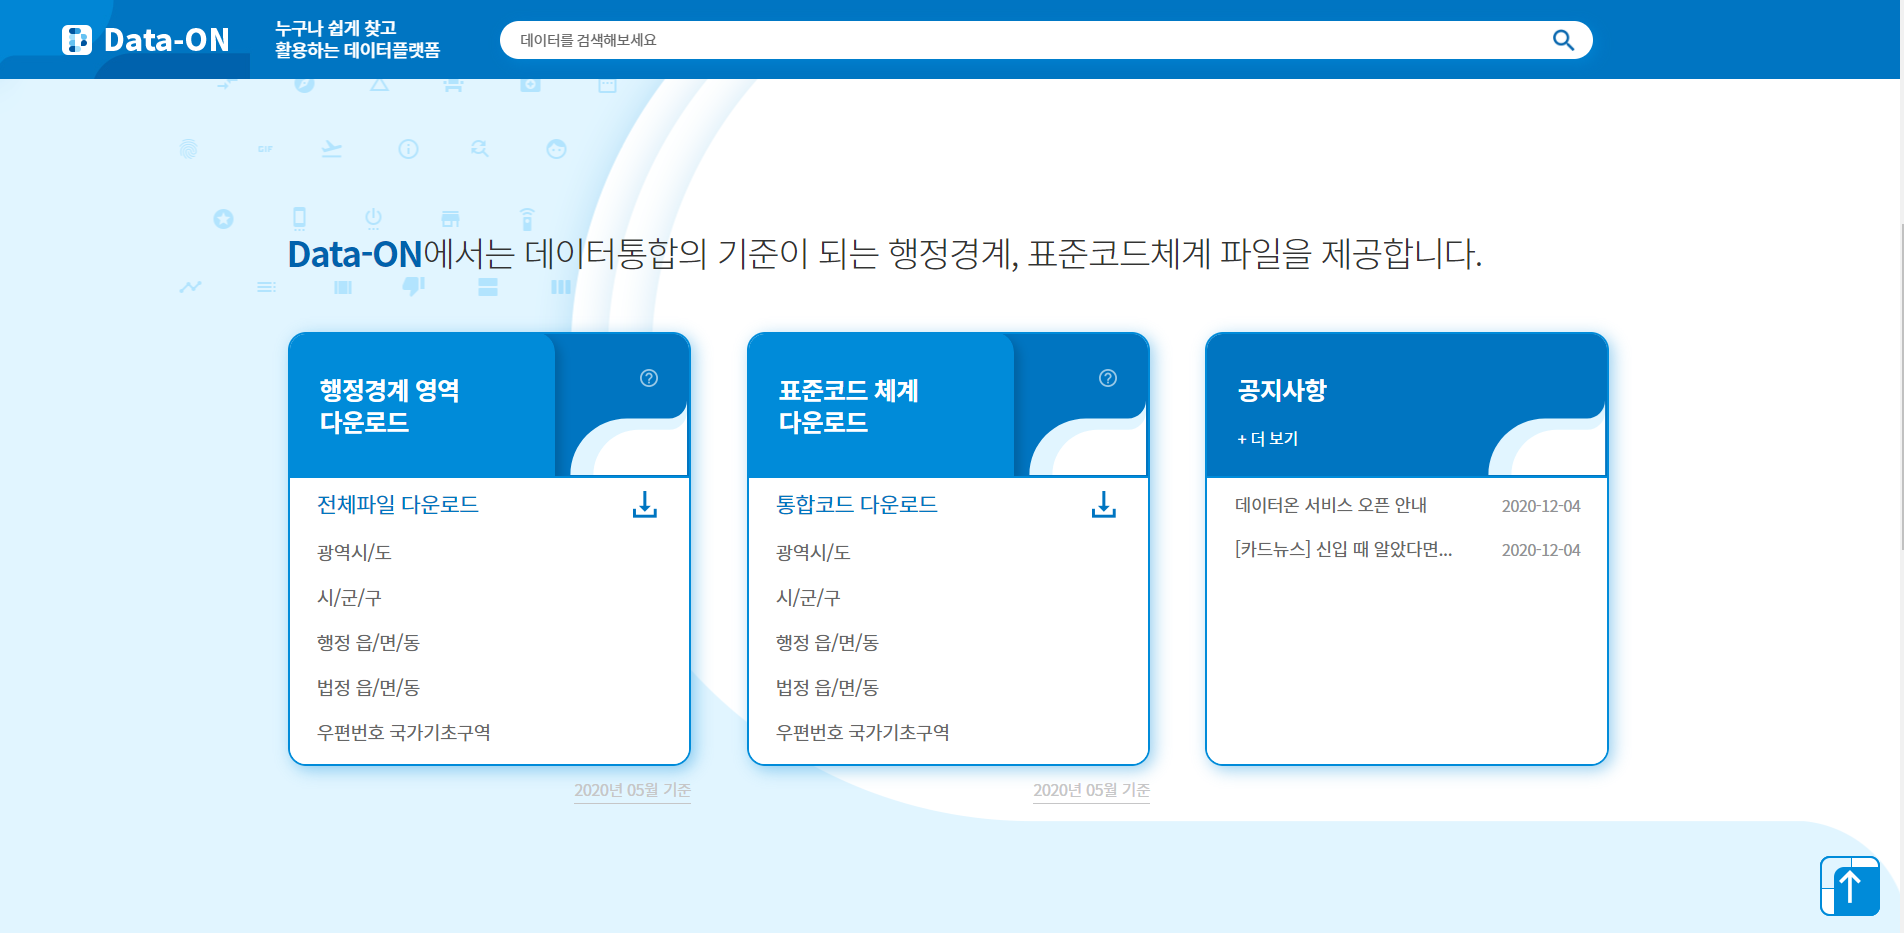 Data-ON
누구나 쉽게 찾고
활용하는 데이터플랫폼
데이터를 검색해보세요
GIF
Data-ON에서는 데이터통합의 기준이 되는 행정경계, 표준코드체계 파일을 제공합니다.
행정경계 영역
다운로드
전체파일 다운로드
광역시/도
시/군/구
행정 읍/면/동
법정 읍/면/동
우편번호 국가기초구역
2020년 05월 기준
표준코드 체계
다운로드
통합코드 다운로드
광역시/도
시/군/구
행정 읍/면/동
법정 읍/면/동
우편번호 국가기초구역
2020년 05월 기준
공지사항
+ 더 보기
데이터온 서비스 오픈 안내 2020-12-04
[카드뉴스] 신입 때 알았다면... 2020-12-04